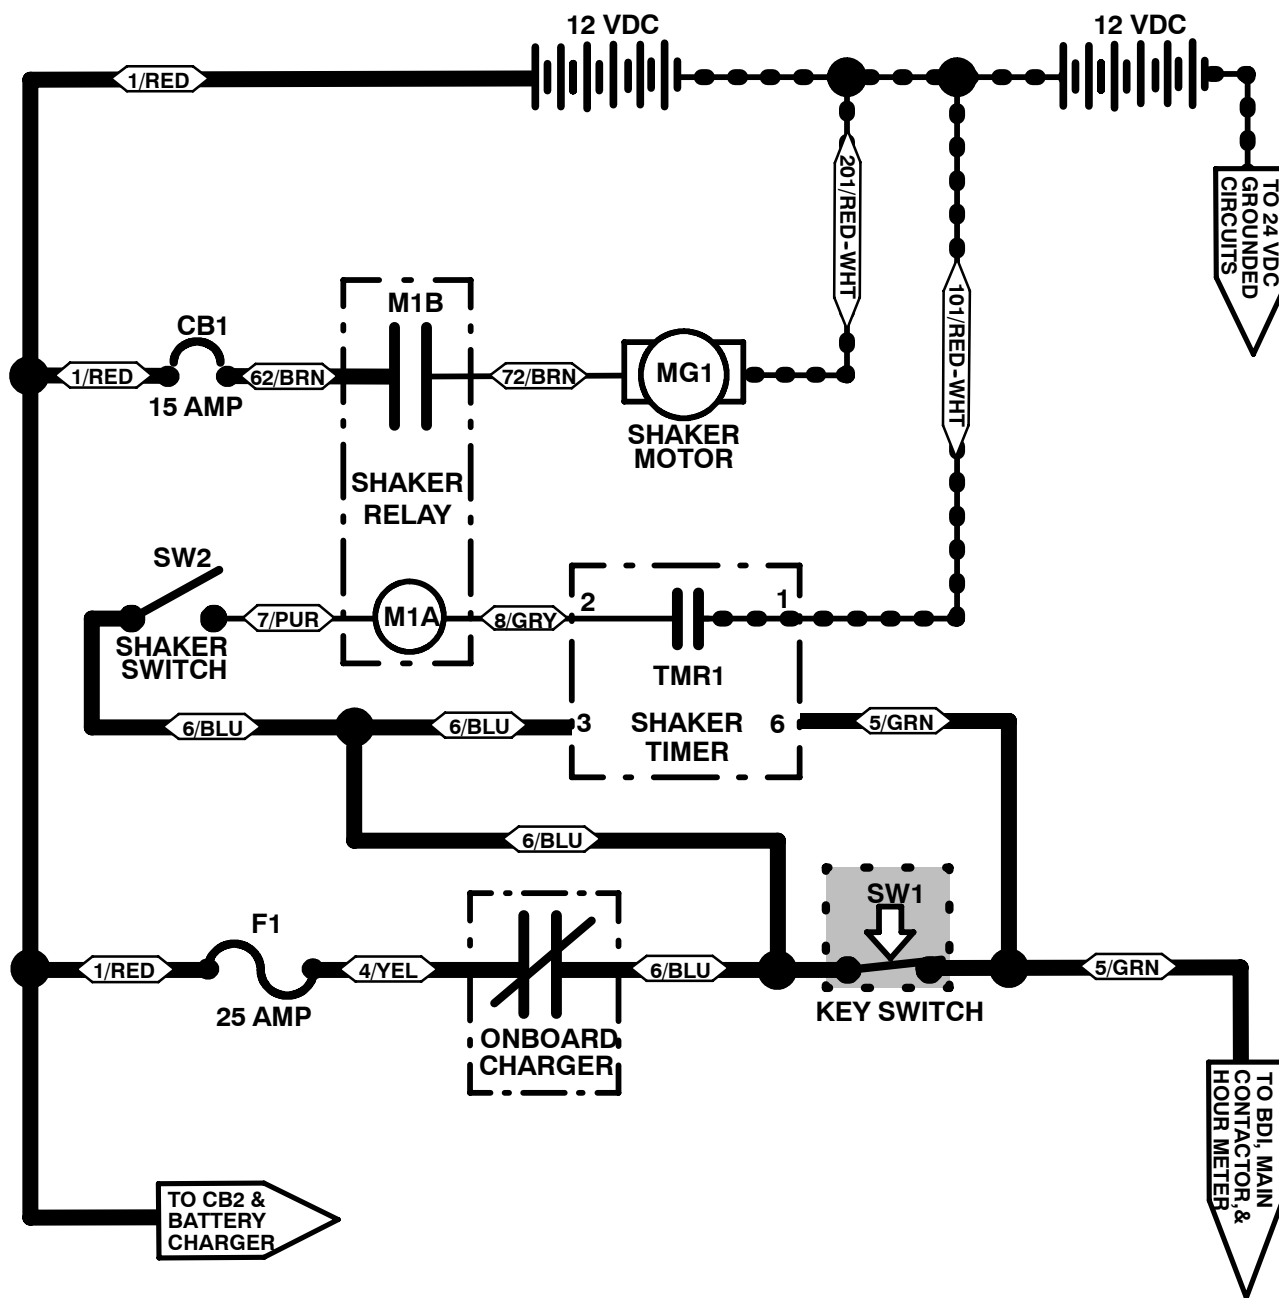 12 VDC
12 VDC
1/RED
201/RED-WHT
TO 24 VDC
GROUNDED
CIRCUITS
101/RED-WHT
M1B
CB1
1/RED
62/BRN
72/BRN
MG1
15 AMP
SHAKER
MOTOR
SHAKER
RELAY
SW2
7/PUR
M1A
8/GRY
2
1
SHAKER
SWITCH
TMR1
6/BLU
6/BLU
3
SHAKER
TIMER
6
5/GRN
6/BLU
SW1
F1
1/RED
4/YEL
6/BLU
5/GRN
25 AMP
KEY SWITCH
ONBOARD
CHARGER
TO BDI, MAIN
CONTACTOR,&
HOUR METER
TO CB2 &
BATTERY
CHARGER